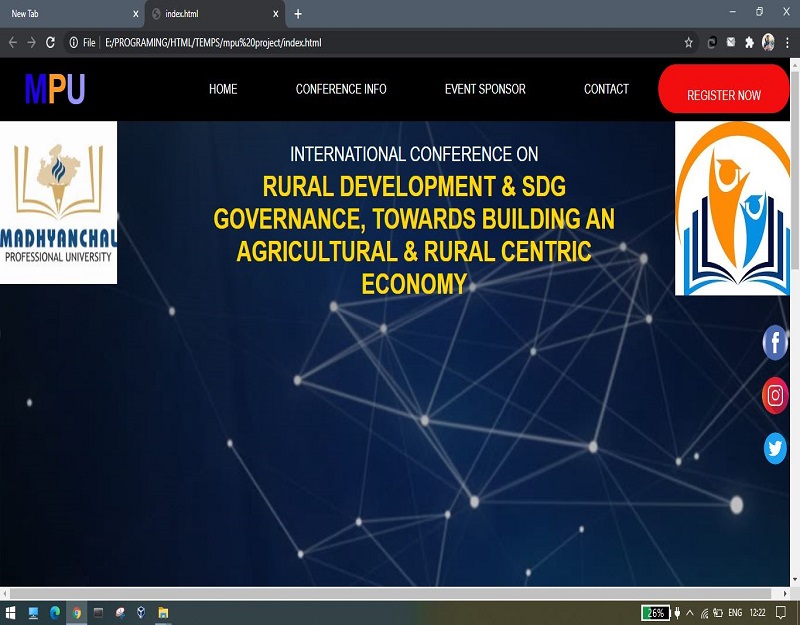 New Tab
index.html
File
E:/PROGRAMING/HTML/TEMPS/mpu%20project/index.html
MPU
HOME
CONFERENCE INFO
EVENT SPONSOR
CONTACT
REGISTER NOW
INTERNATIONAL CONFERENCE ON
RURAL DEVELOPMENT & SDG
GOVERNANCE, TOWARDS BUILDING AN
AGRICULTURAL & RURAL CENTRIC
ECONOMY
MADHYANCHAL
PROFESSIONAL UNIVERSITY
26%
ENG
12:22